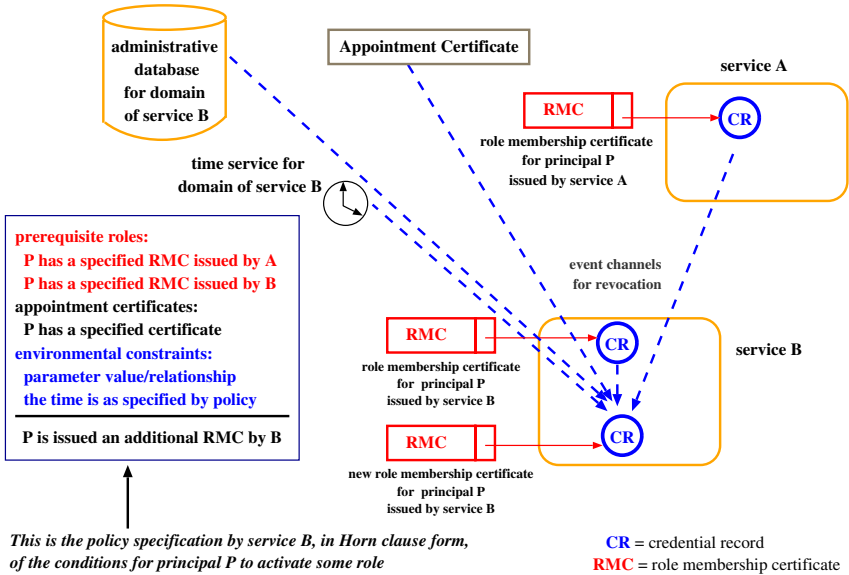 administrative
database
for domain
of service B
Appointment Certificate
service A
RMC
CR
role membership certificate
for principal P
issued by service A
time service for
domain of service B
prerequisite roles:
P has a specified RMC issued by A
P has a specified RMC issued by B
appointment certificates:
P has a specified certificate
environmental constraints:
parameter value/relationship
the time is as specified by policy
P is issued an additional RMC by B
event channels
for revocation
RMC
CR
service B
role membership certificate
for principal P
issued by service B
RMC
CR
new role membership certificate
for principal P
issued by service B
This is the policy specification by service B, in Horn clause form,
of the conditions for principal P to activate some role
CR = credential record
RMC = role membership certificate